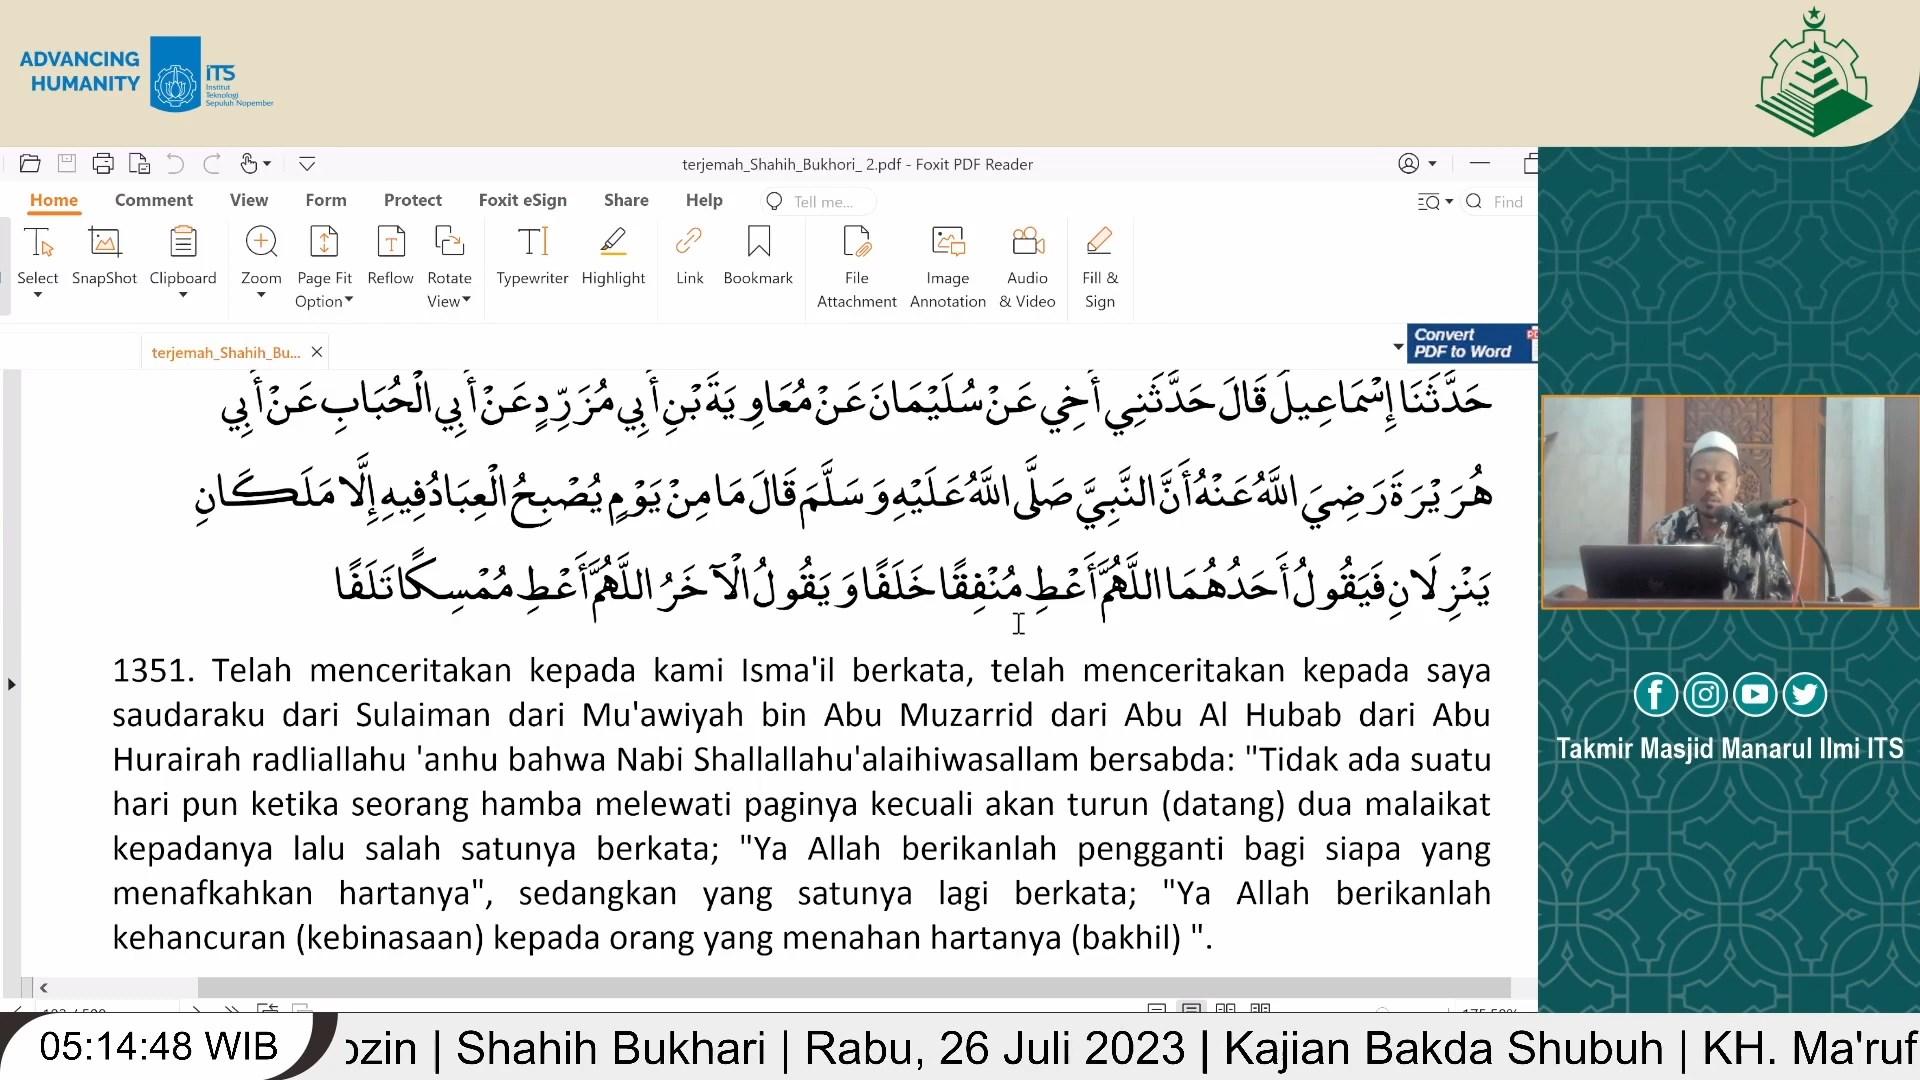 ADVANCING
HUMANITY
ITS
Institut
Teknologi
Sepuluh Nopember
terjemah_Shahih_Bukhori_ 2.pdf - Foxit PDF Reader
Home Comment View Form Protect Foxit eSign Share Help Tell me... Find
Select SnapShot Clipboard Zoom Page Fit Option Reflow Rotate View Typewriter Highlight Link Bookmark File Attachment Image Annotation Audio & Video Fill & Sign
terjemah_Shahih_Bu...
Convert
PDF to Word
حَدَّثَنَا إِسْمَاعِيلُ قَالَ حَدَّثَنِي أَخِي عَنْ سُلَيْمَانَ عَنْ مُعَاوِيَةَ بْنِ أَبِي مُزَرِّدٍ عَنْ أَبِي الْحُبَابِ عَنْ أَبِي
هُرَيْرَةَ رَضِيَ اللَّهُ عَنْهُ أَنَّ النَّبِيَّ صَلَّى اللَّهُ عَلَيْهِ وَسَلَّمَ قَالَ مَا مِنْ يَوْمٍ يُصْبِحُ الْعِبَادُ فِيهِ إِلَّا مَلَكَانِ
يَنْزِلَانِ فَيَقُولُ أَحَدُهُمَا اللَّهُمَّ أَعْطِ مُنْفِقًا خَلَفًا وَيَقُولُ الْآخَرُ اللَّهُمَّ أَعْطِ مُمْسِكًا تَلَفًا
1351. Telah menceritakan kepada kami Isma'il berkata, telah menceritakan kepada saya
saudaraku dari Sulaiman dari Mu'awiyah bin Abu Muzarrid dari Abu Al Hubab dari Abu
Hurairah radliallahu 'anhu bahwa Nabi Shallallahu'alaihiwasallam bersabda: "Tidak ada suatu
hari pun ketika seorang hamba melewati paginya kecuali akan turun (datang) dua malaikat
kepadanya lalu salah satunya berkata; "Ya Allah berikanlah pengganti bagi siapa yang
menafkahkan hartanya", sedangkan yang satunya lagi berkata; "Ya Allah berikanlah
kehancuran (kebinasaan) kepada orang yang menahan hartanya (bakhil) ".
Takmir Masjid Manarul Ilmi ITS
05:14:48 WIB
ozin | Shahih Bukhari | Rabu, 26 Juli 2023 | Kajian Bakda Shubuh | KH. Ma'ruf